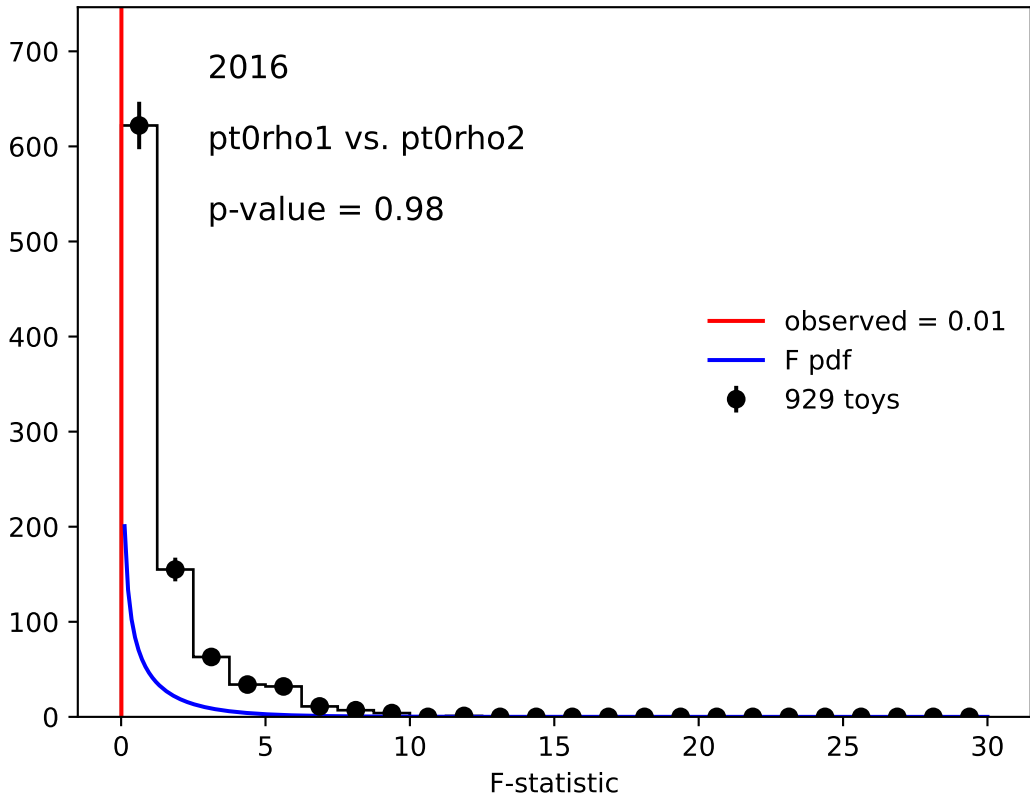 2016
pt0rho1 vs. pt0rho2
p-value = 0.98
observed = 0.01
F pdf
929 toys
700
600
500
400
300
200
100
0
0 5 10 15 20 25 30
F-statistic